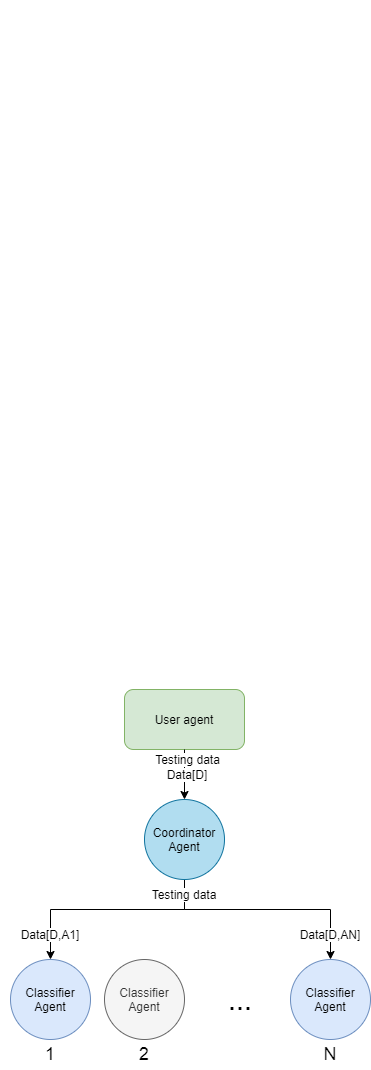 User agent
Testing data
Data[D]
Coordinator
Agent
Testing data
Data[D,A1]
Data[D,AN]
Classifier
Agent
Classifier
Agent
...
Classifier
Agent
1
2
N